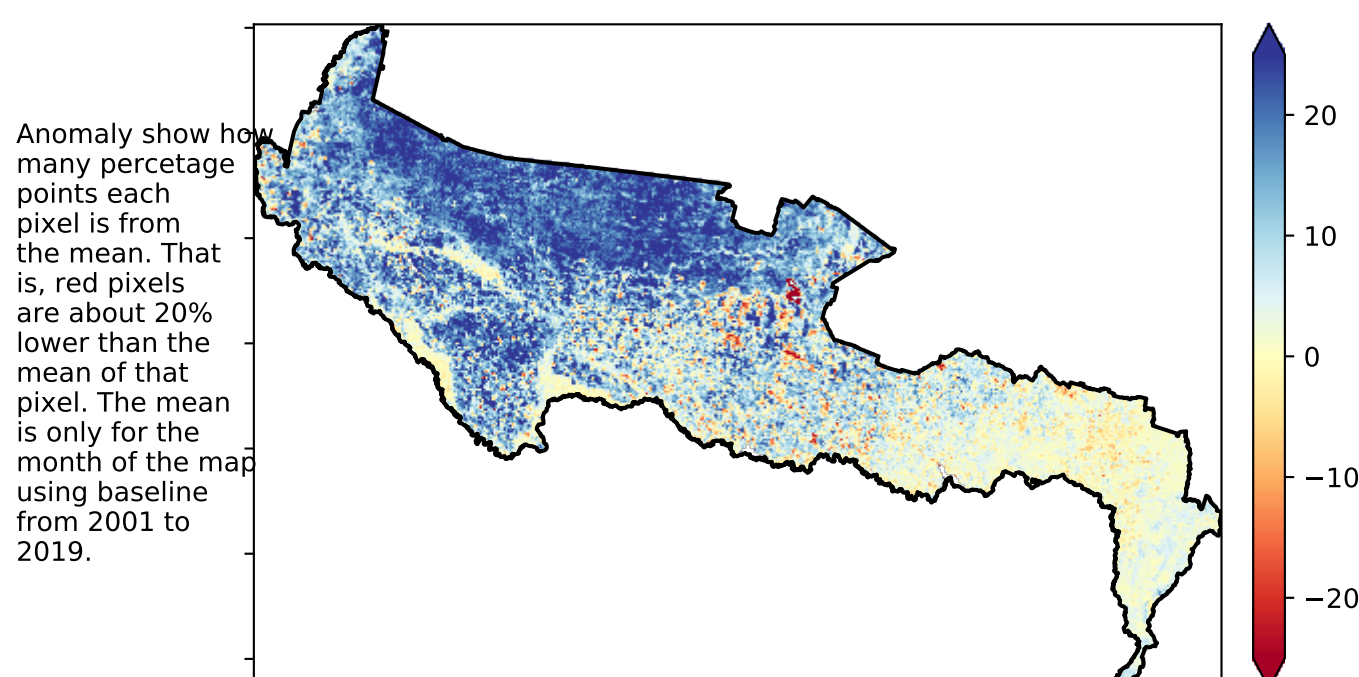 Anomaly show how
many percetage
points each
pixel is from
the mean. That
is, red pixels
are about 20%
lower than the
mean of that
pixel. The mean
is only for the
month of the map
using baseline
from 2001 to
2019.
20
10
0
−10
−20